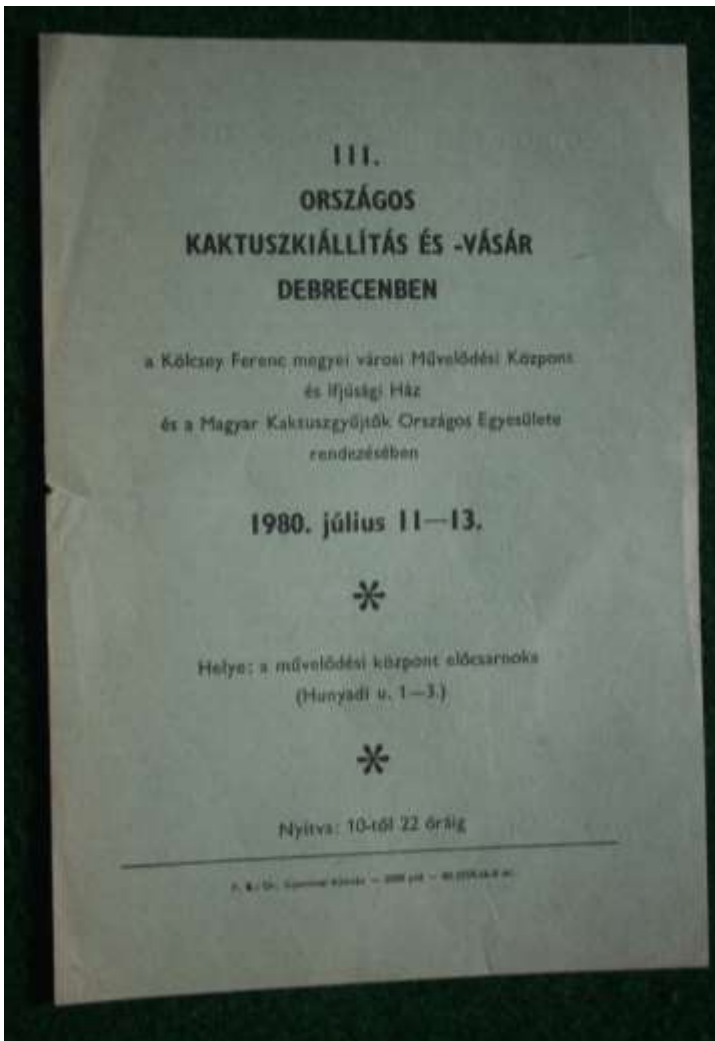 III.
ORSZÁGOS
KAKTUSZKIÁLLÍTÁS ÉS -VÁSÁR
DEBRECENBEN
a Kölcsey Ferenc megyei városi Művelődési Központ
és Ifjúsági Ház
és a Magyar Kaktuszgyűjtők Országos Egyesülete
rendezésében
1980. július 11—13.
*
Helye: a művelődési központ előcsarnoka
(Hunyadi u. 1—3.)
*
Nyitva: 10-től 22 óráig